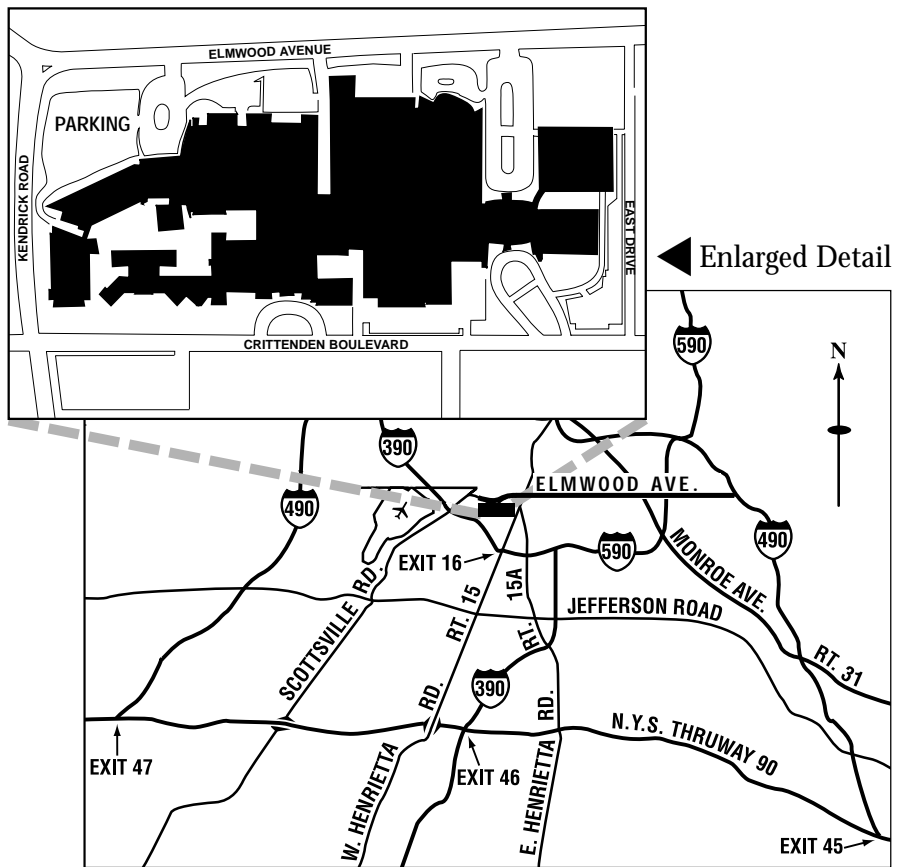 ELMWOOD AVENUE
PARKING
KENDRICK ROAD
EAST DRIVE
CRITTENDEN BOULEVARD
Enlarged Detail
590
N
390
ELMWOOD AVE.
490
490
EXIT 16
590
MONROE AVE.
SCOTTSVILLE RD.
RT. 15
RT. 15A
JEFFERSON ROAD
RT. 31
390
N.Y.S. THRUWAY 90
EXIT 47
EXIT 46
W. HENRIETTA RD.
E. HENRIETTA RD.
EXIT 45